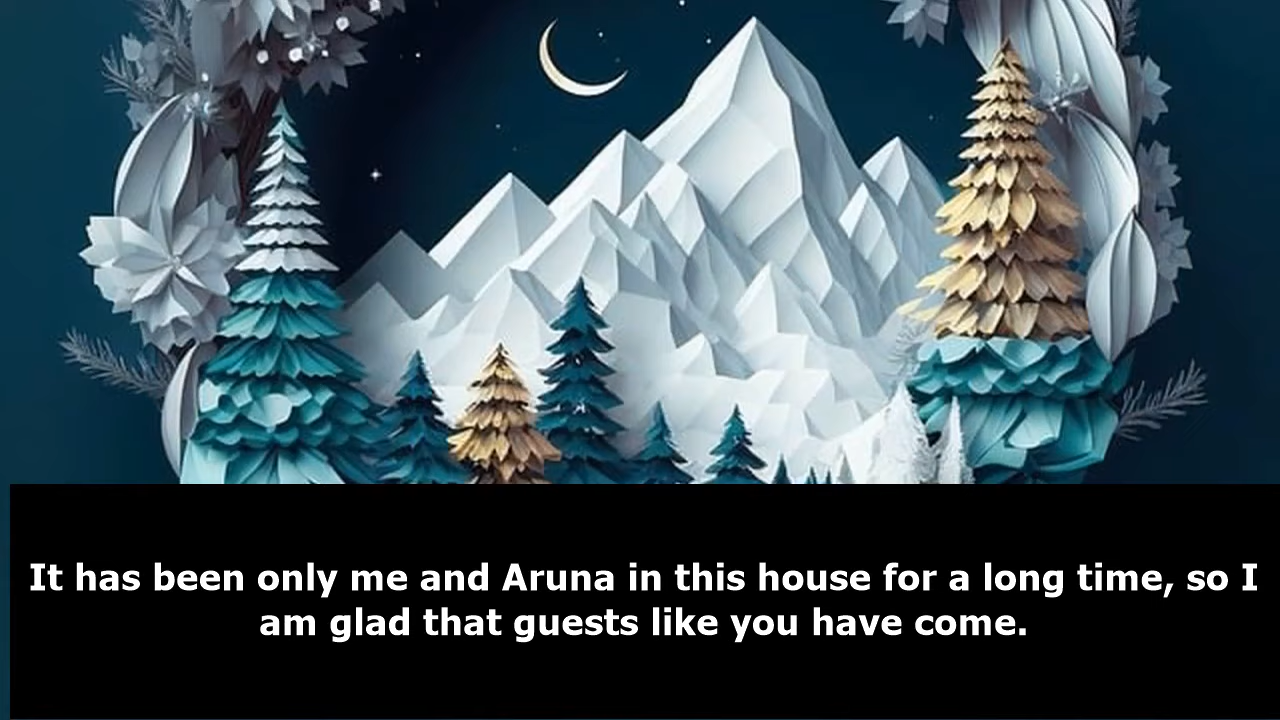 It has been only me and Aruna in this house for a long time, so I
am glad that guests like you have come.